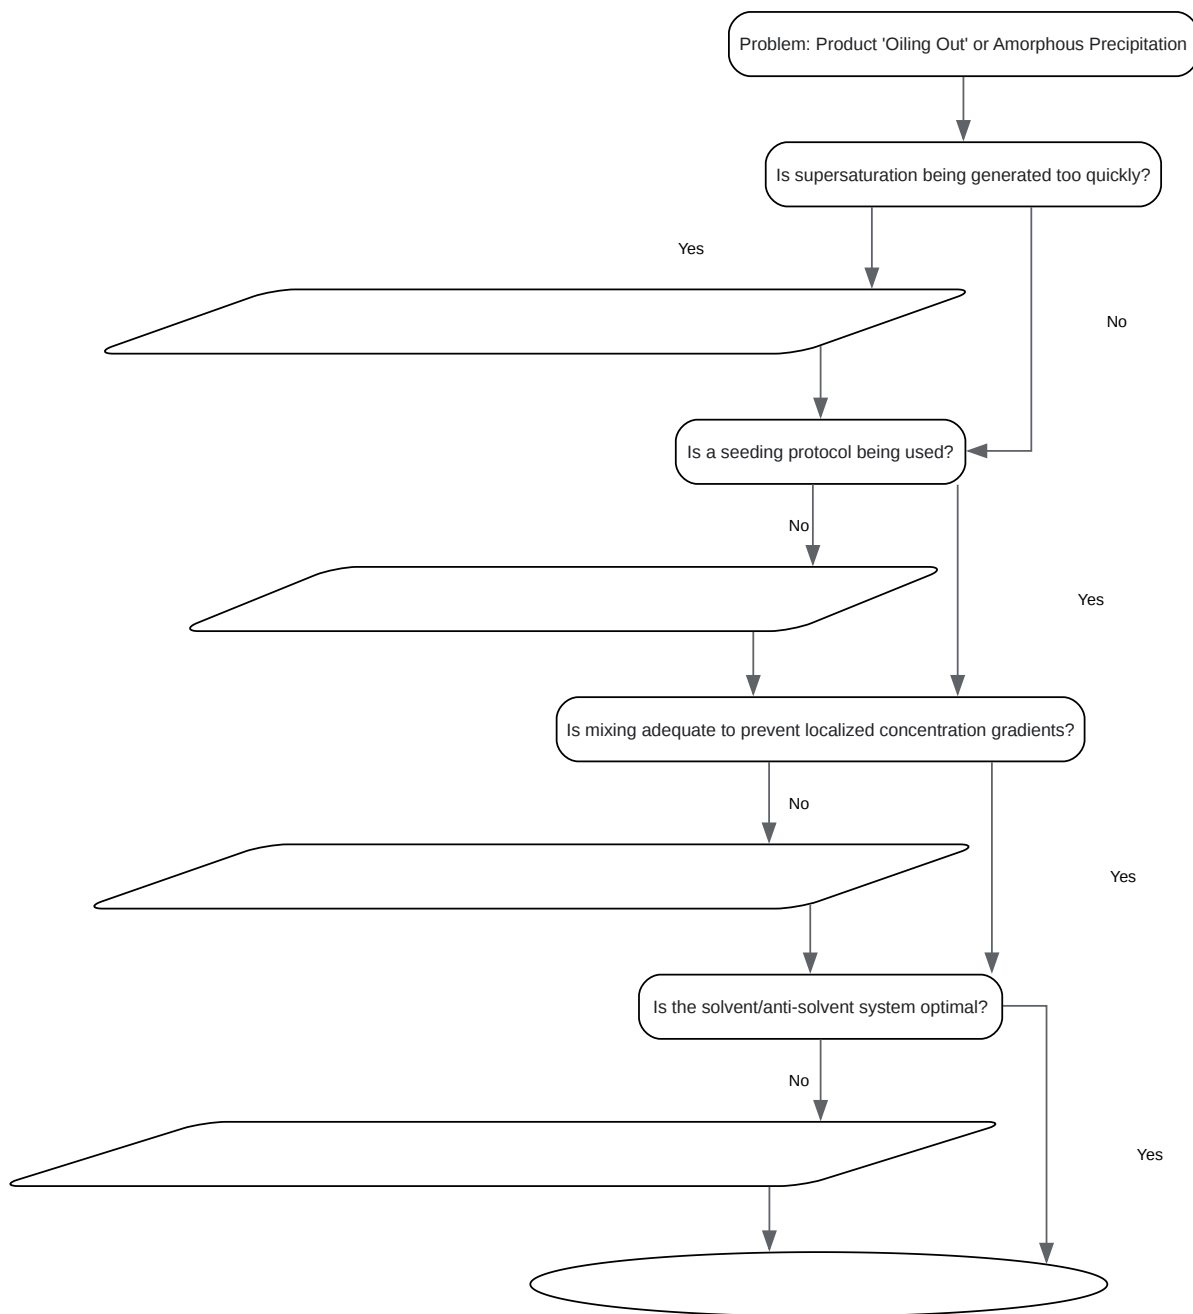 Problem: Product 'Oiling Out' or Amorphous Precipitation
Is supersaturation being generated too quickly?
Yes
No
Is a seeding protocol being used?
No
Yes
Is mixing adequate to prevent localized concentration gradients?
No
Yes
Is the solvent/anti-solvent system optimal?
No
Yes